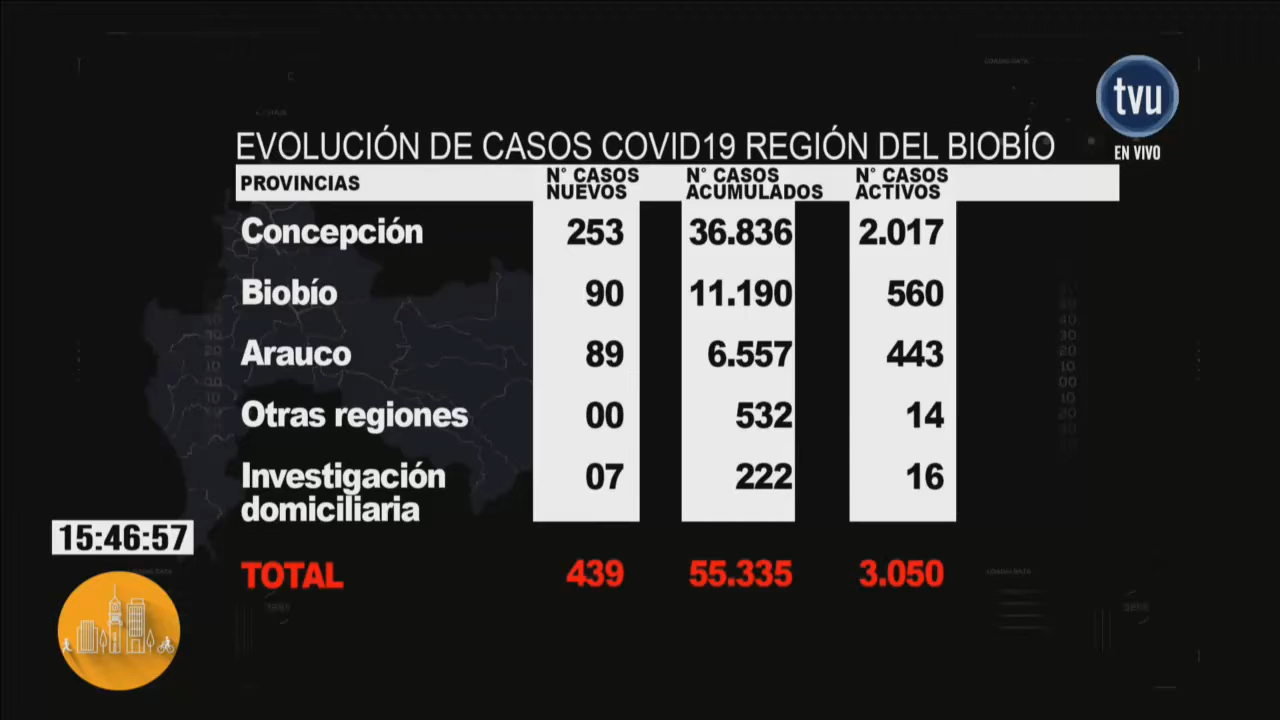 tvu
EN VIVO
EVOLUCIÓN DE CASOS COVID19 REGIÓN DEL BIOBÍO
PROVINCIAS N° CASOS NUEVOS N° CASOS ACUMULADOS N° CASOS ACTIVOS
Concepción 253 36.836 2.017
Biobío 90 11.190 560
Arauco 89 6.557 443
Otras regiones 00 532 14
Investigación domiciliaria 07 222 16
TOTAL 439 55.335 3.050
15:46:57